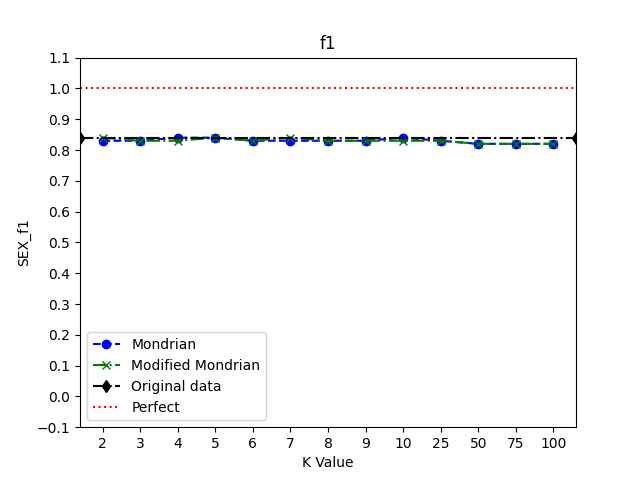 f1
1.1
1.0
0.9
0.8
0.7
0.6
0.5
0.4
0.3
0.2
0.1
0.0
−0.1
SEX_f1
Mondrian
Modified Mondrian
Original data
Perfect
2 3 4 5 6 7 8 9 10 25 50 75 100
K Value